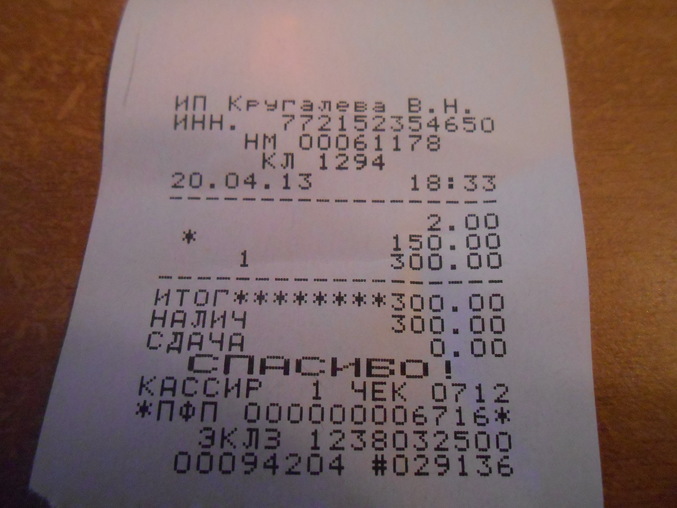 ИП Кругалева В.Н.
ИНН. 772152354650
НМ 00061178
КЛ 1294
20.04.13 18:33
2.00
* 150.00
1 300.00
ИТОГ********300.00
НАЛИЧ 300.00
СДАЧА 0.00
СПАСИБО!
КАССИР 1 ЧЕК 0712
*ПФП 0000000006716*
ЭКЛЗ 1238032500
00094204 #029136